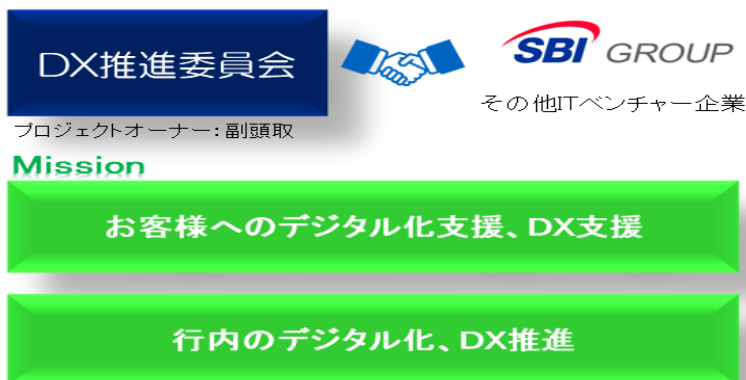 DX推進委員会
SBI GROUP
その他ITベンチャー企業
プロジェクトオーナー：副頭取
Mission
お客様へのデジタル化支援、DX支援
行内のデジタル化、DX推進